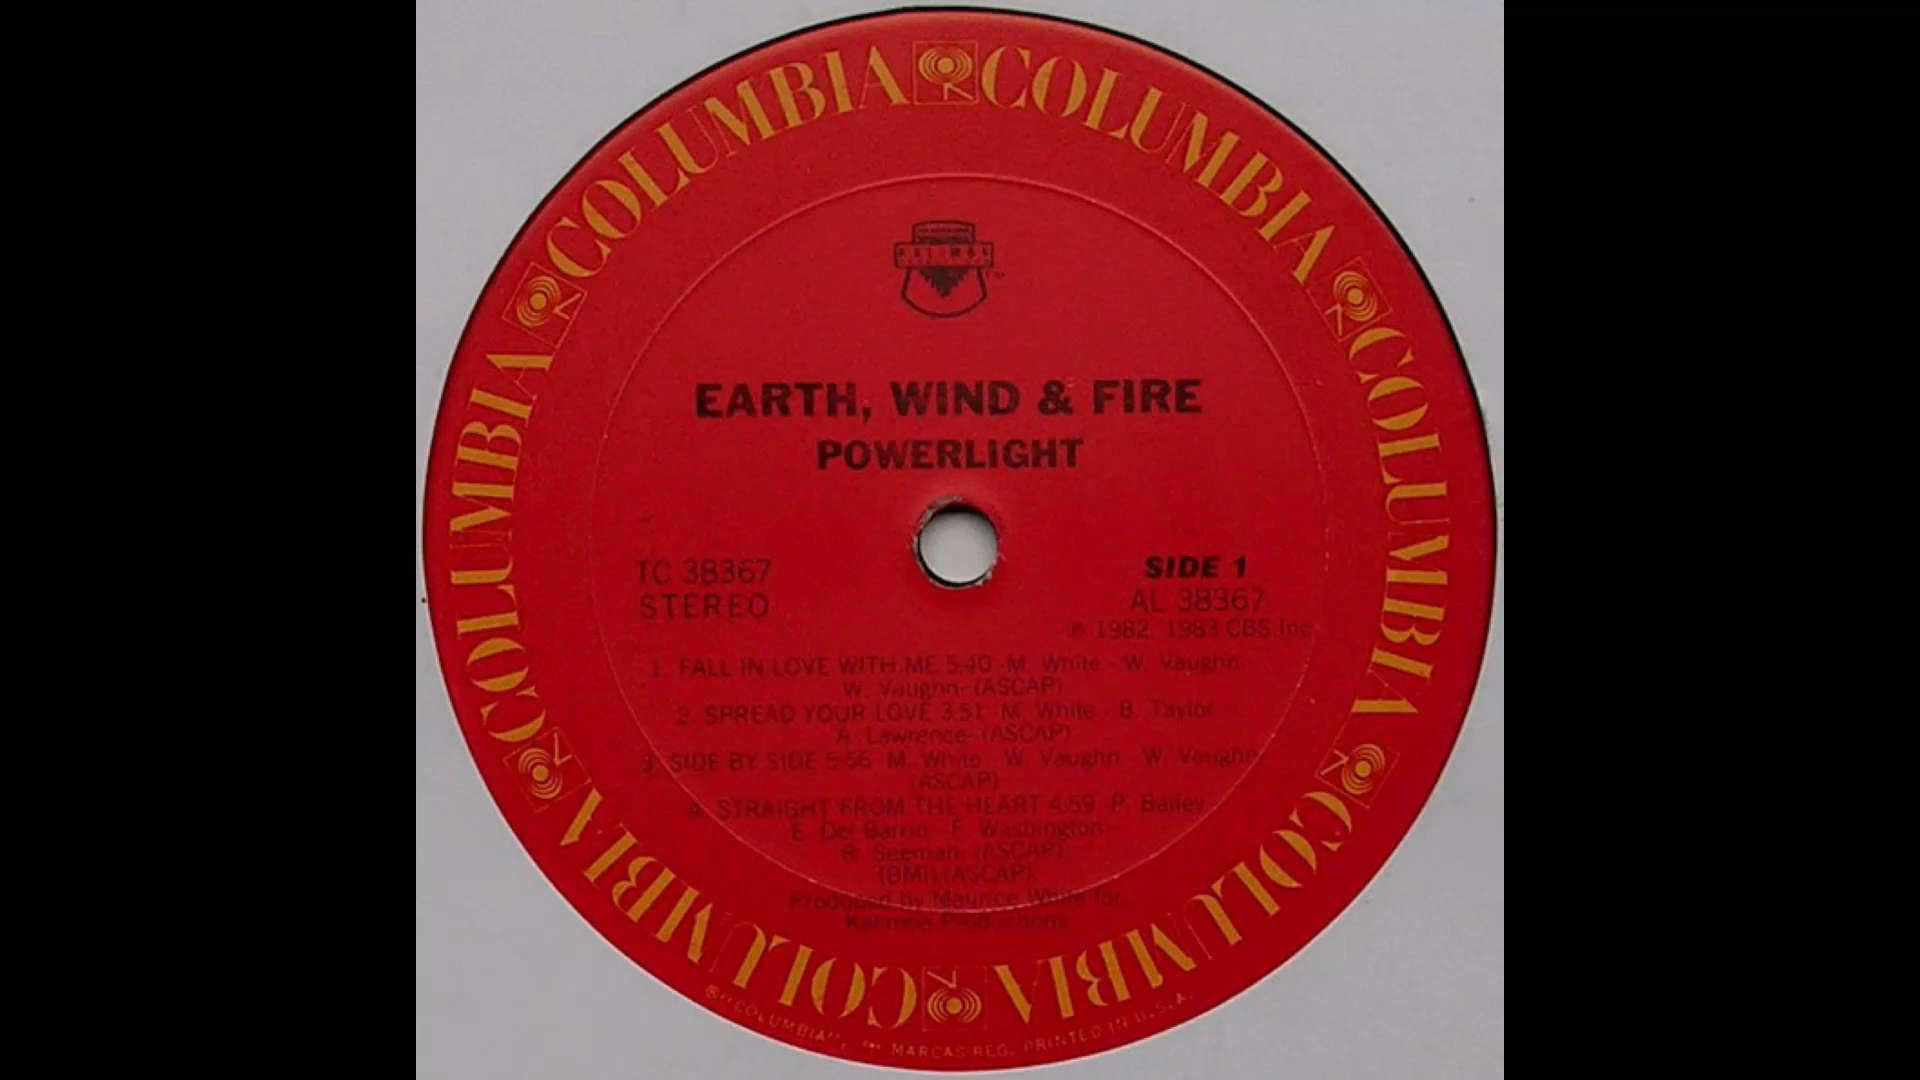 COLUMBIA COLUMBIA COLUMBIA COLUMBIA COLUMBIA COLUMBIA
KALIMBA
EARTH, WIND & FIRE
POWERLIGHT
TC 38367
STEREO
SIDE 1
AL 38367
℗ 1982, 1983 CBS Inc.
1. FALL IN LOVE WITH ME 5:40 -M. White - W. Vaughn
W. Vaughn- (ASCAP)
2. SPREAD YOUR LOVE 3:51 -M. White - B. Taylor
A. Lawrence- (ASCAP)
3. SIDE BY SIDE 5:56 -M. White - W. Vaughn - W. Vaughn-
(ASCAP)
4. STRAIGHT FROM THE HEART 4:59 -P. Bailey -
E. Del Barrio - F. Washington
R. Seeman- (ASCAP)
(BMI) (ASCAP)
Produced by Maurice White for
Kalimba Productions
® "COLUMBIA", MARCAS REG. PRINTED IN U.S.A.